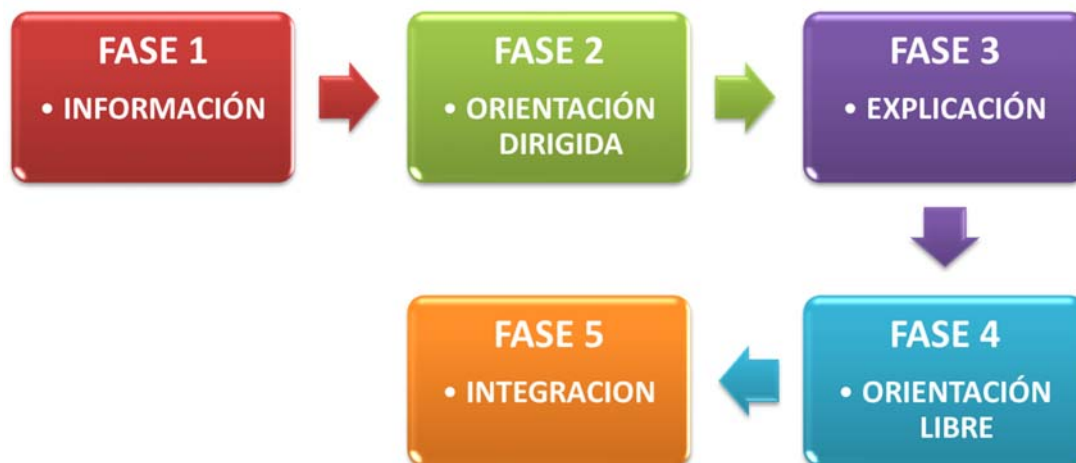 FASE 1
• INFORMACIÓN
FASE 2
• ORIENTACIÓN
DIRIGIDA
FASE 3
• EXPLICACIÓN
FASE 4
• ORIENTACIÓN
LIBRE
FASE 5
• INTEGRACION